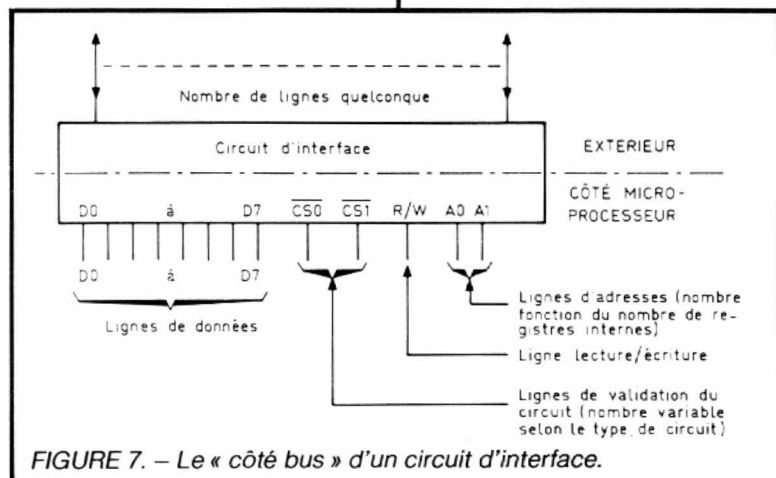 Nombre de lignes quelconque
Circuit d'interface
EXTERIEUR
CÔTÉ MICRO-
PROCESSEUR
D0 à D7 C̅S̅0̅ C̅S̅1̅ R/W A0 A1
D0 à D7
Lignes de données
Lignes d'adresses (nombre
fonction du nombre de re-
gistres internes)
Ligne lecture/écriture
Lignes de validation du
circuit (nombre variable
selon le type de circuit)
FIGURE 7. – Le « côté bus » d'un circuit d'interface.